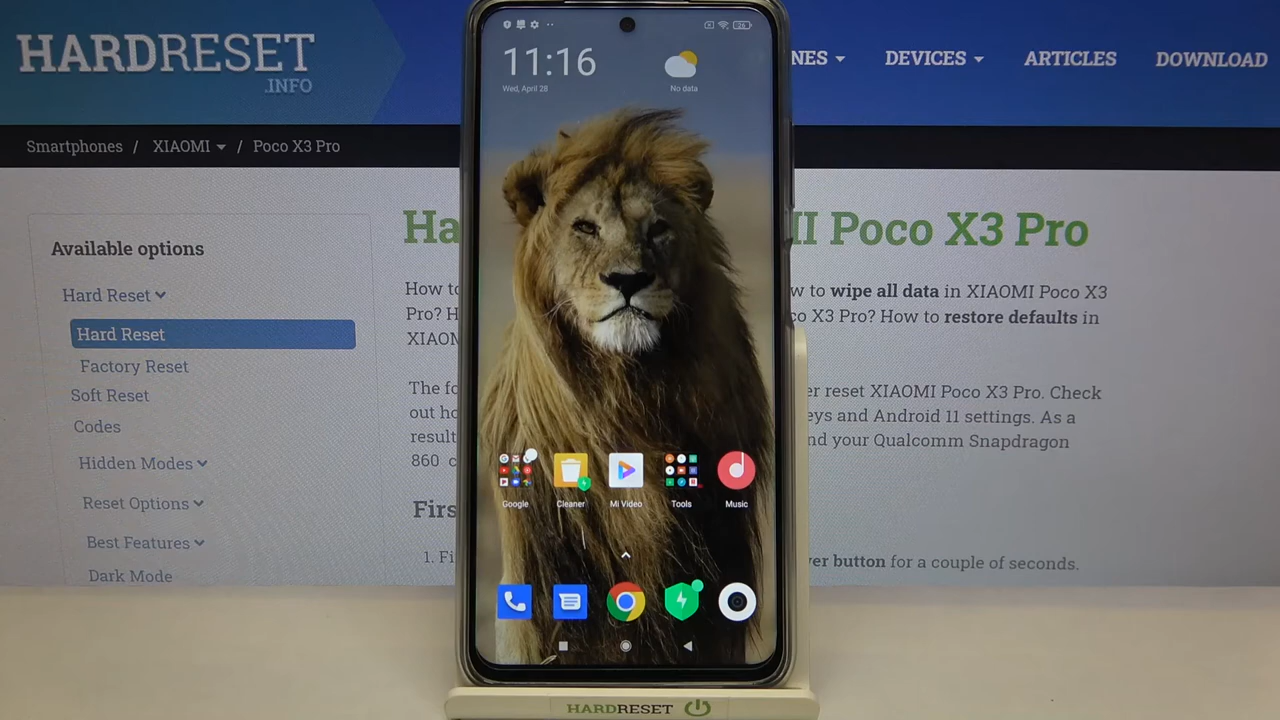 HARDRESET
.INFO
NES
DEVICES
ARTICLES
DOWNLOAD
Smartphones / XIAOMI / Poco X3 Pro
Available options
Hard Reset
Hard Reset
Factory Reset
Soft Reset
Codes
Hidden Modes
Reset Options
Best Features
Dark Mode
Ha
II Poco X3 Pro
How to
w to wipe all data in XIAOMI Poco X3
Pro? H
co X3 Pro? How to restore defaults in
XIAOM
The fo
er reset XIAOMI Poco X3 Pro. Check
out ho
eys and Android 11 settings. As a
result
nd your Qualcomm Snapdragon
860 c
Firs
1. Fi
ver button for a couple of seconds.
11:16
Wed, April 28
No data
26
Google
Cleaner
Mi Video
Tools
Music
HARDRESET